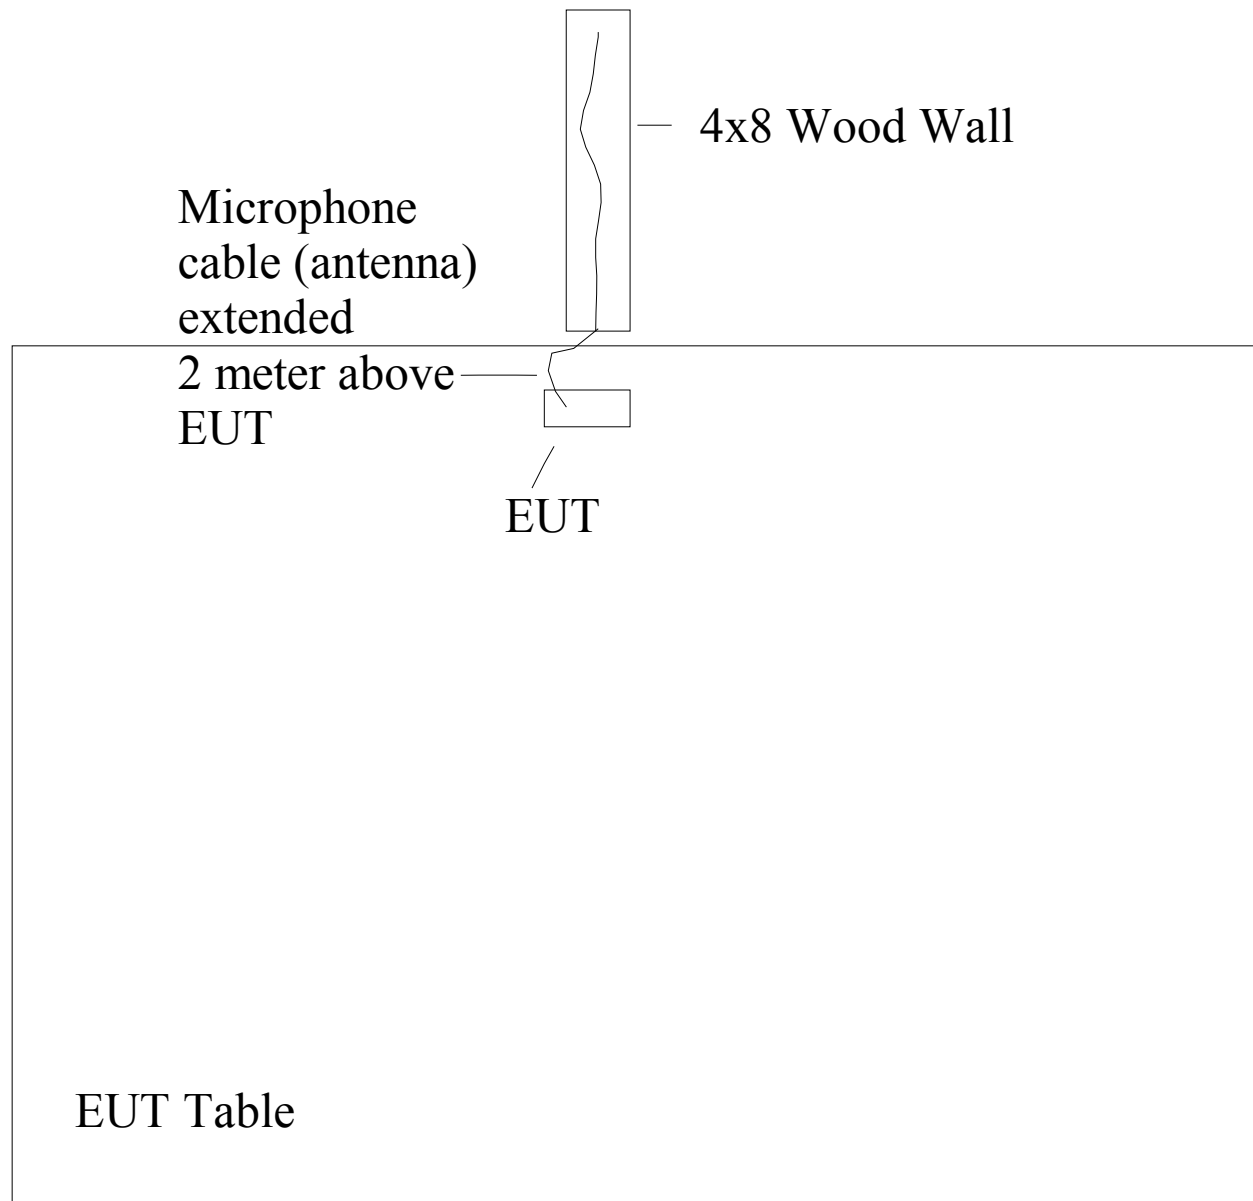 4x8 Wood Wall
Microphone
cable (antenna)
extended
2 meter above
EUT
EUT
EUT Table